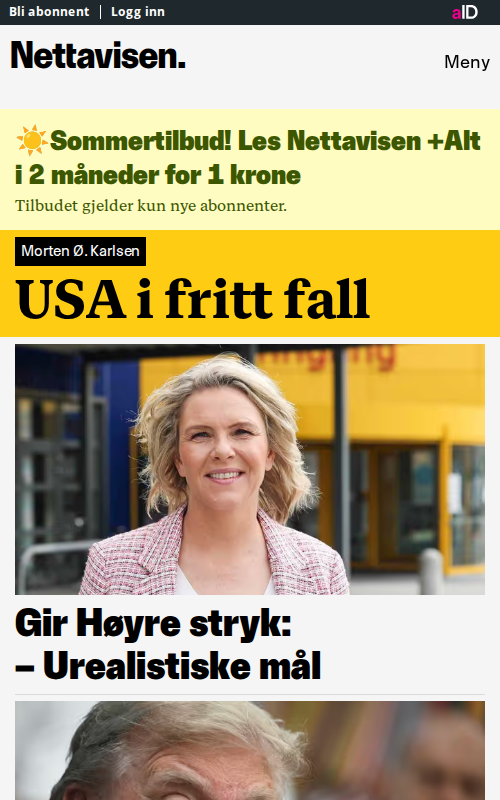 Bli abonnent
Logg inn
aID
Nettavisen.
Meny
Sommertilbud! Les Nettavisen +Alt
i 2 måneder for 1 krone
Tilbudet gjelder kun nye abonnenter.
Morten Ø. Karlsen
USA i fritt fall
Gir Høyre stryk:
– Urealistiske mål